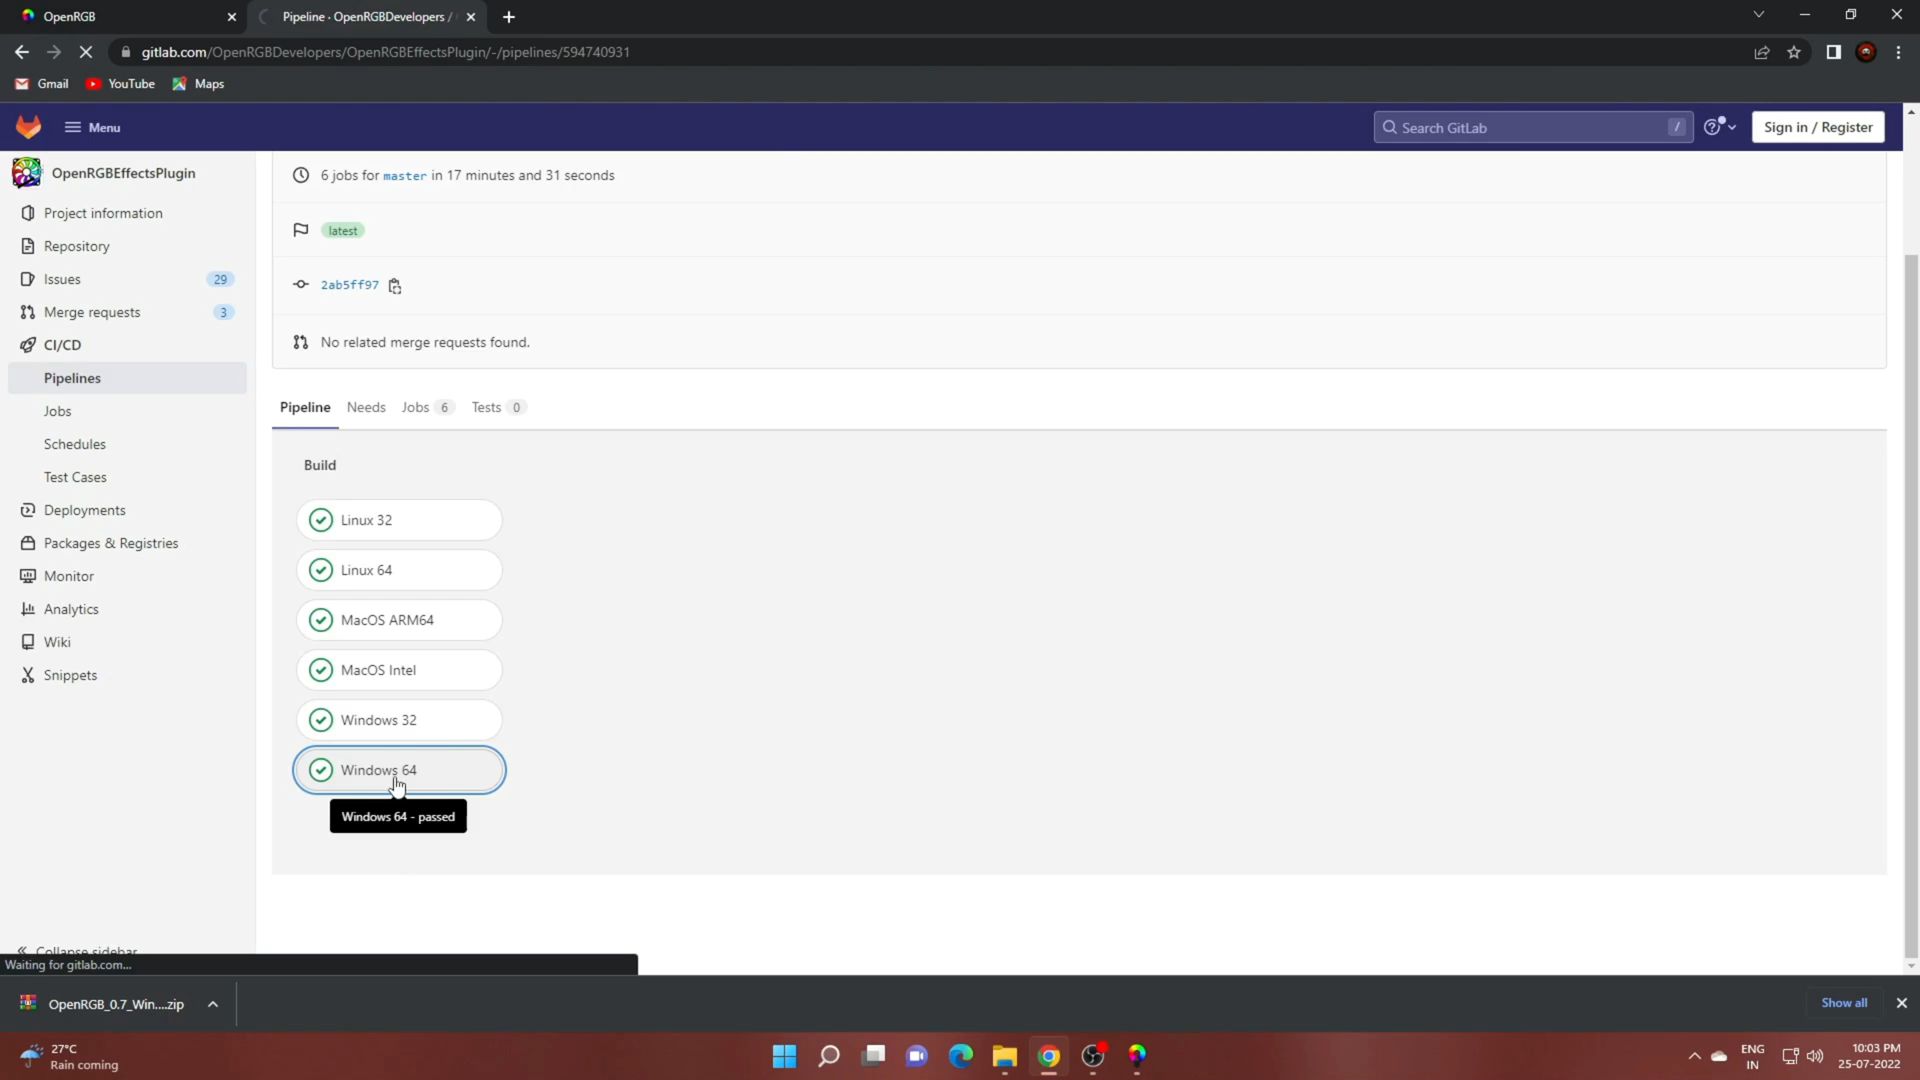 OpenRGB
Pipeline · OpenRGBDevelopers /
gitlab.com/OpenRGBDevelopers/OpenRGBEffectsPlugin/-/pipelines/594740931
Gmail
YouTube
Maps
Menu
Search GitLab
/
Sign in / Register
OpenRGBEffectsPlugin
Project information
Repository
Issues
29
Merge requests
3
CI/CD
Pipelines
Jobs
Schedules
Test Cases
Deployments
Packages & Registries
Monitor
Analytics
Wiki
Snippets
Collapse sidebar
6 jobs for master in 17 minutes and 31 seconds
latest
2ab5ff97
No related merge requests found.
Pipeline Needs Jobs 6 Tests 0
Build
Linux 32
Linux 64
MacOS ARM64
MacOS Intel
Windows 32
Windows 64
Windows 64 - passed
Waiting for gitlab.com...
OpenRGB_0.7_Win....zip
Show all
27°C
Rain coming
ENG
IN
10:03 PM
25-07-2022